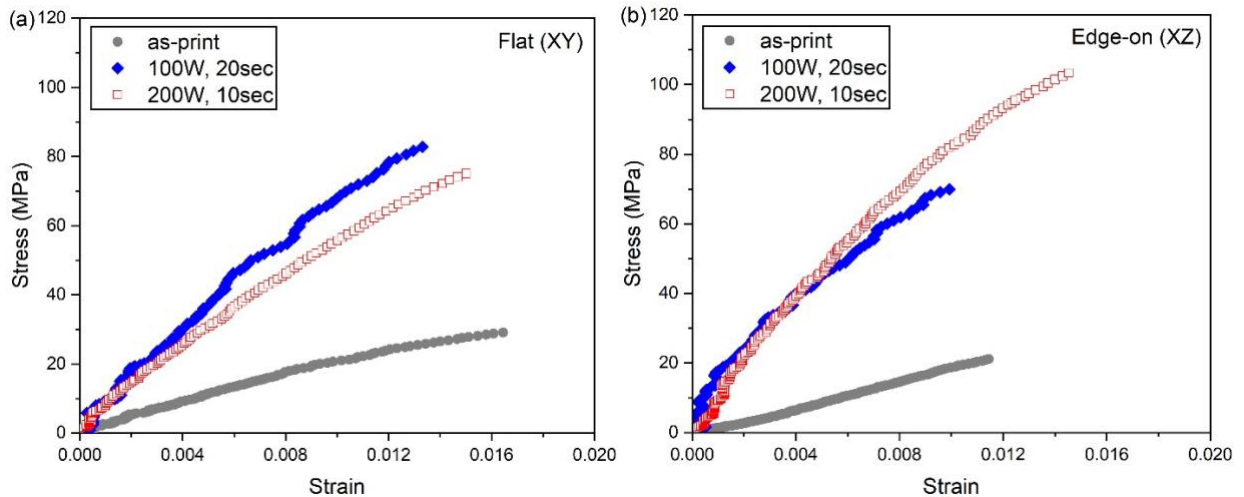 (a)
Flat (XY)
as-print
100W, 20sec
200W, 10sec
Stress (MPa)
120
100
80
60
40
20
0
0.000 0.004 0.008 0.012 0.016 0.020
Strain
(b)
Edge-on (XZ)
as-print
100W, 20sec
200W, 10sec
Stress (MPa)
120
100
80
60
40
20
0
0.000 0.004 0.008 0.012 0.016 0.020
Strain